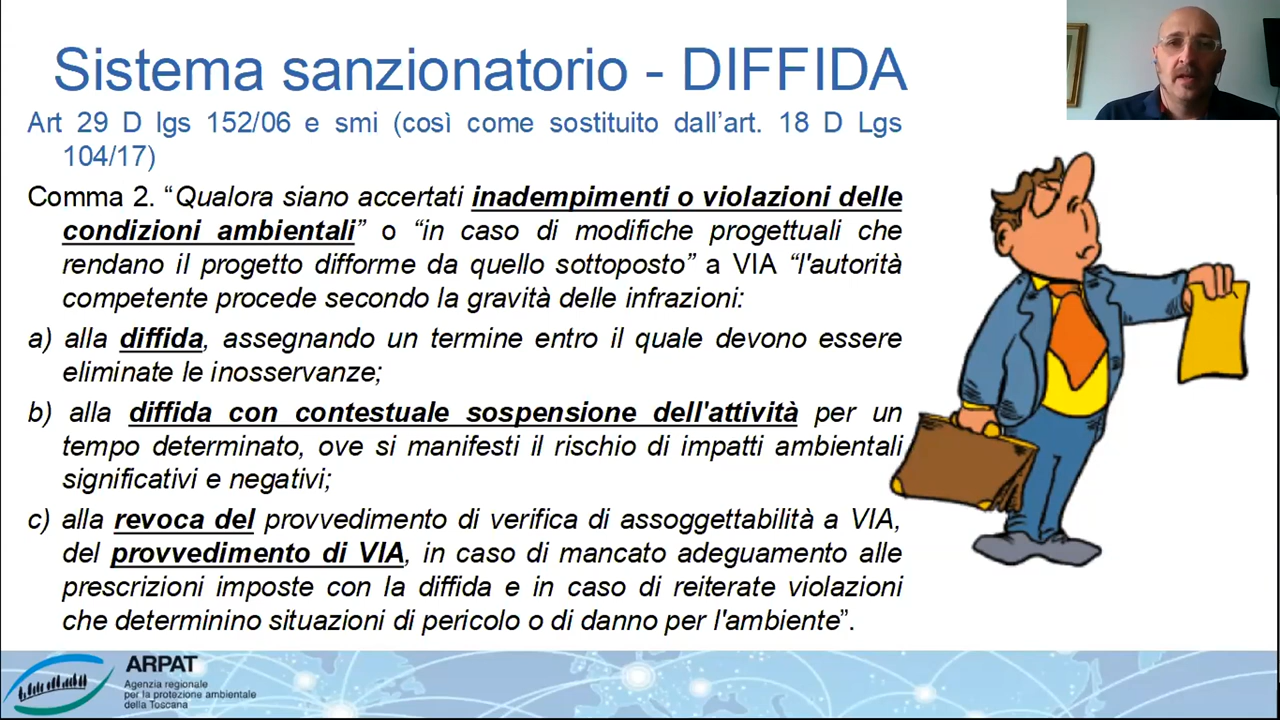 Sistema sanzionatorio - DIFFIDA
Art 29 D lgs 152/06 e smi (così come sostituito dall’art. 18 D Lgs
104/17)
Comma 2. “Qualora siano accertati inadempimenti o violazioni delle
condizioni ambientali” o “in caso di modifiche progettuali che
rendano il progetto difforme da quello sottoposto” a VIA “l'autorità
competente procede secondo la gravità delle infrazioni:
a) alla diffida, assegnando un termine entro il quale devono essere
eliminate le inosservanze;
b) alla diffida con contestuale sospensione dell'attività per un
tempo determinato, ove si manifesti il rischio di impatti ambientali
significativi e negativi;
c) alla revoca del provvedimento di verifica di assoggettabilità a VIA,
del provvedimento di VIA, in caso di mancato adeguamento alle
prescrizioni imposte con la diffida e in caso di reiterate violazioni
che determinino situazioni di pericolo o di danno per l'ambiente”.
ARPAT
Agenzia regionale
per la protezione ambientale
della Toscana